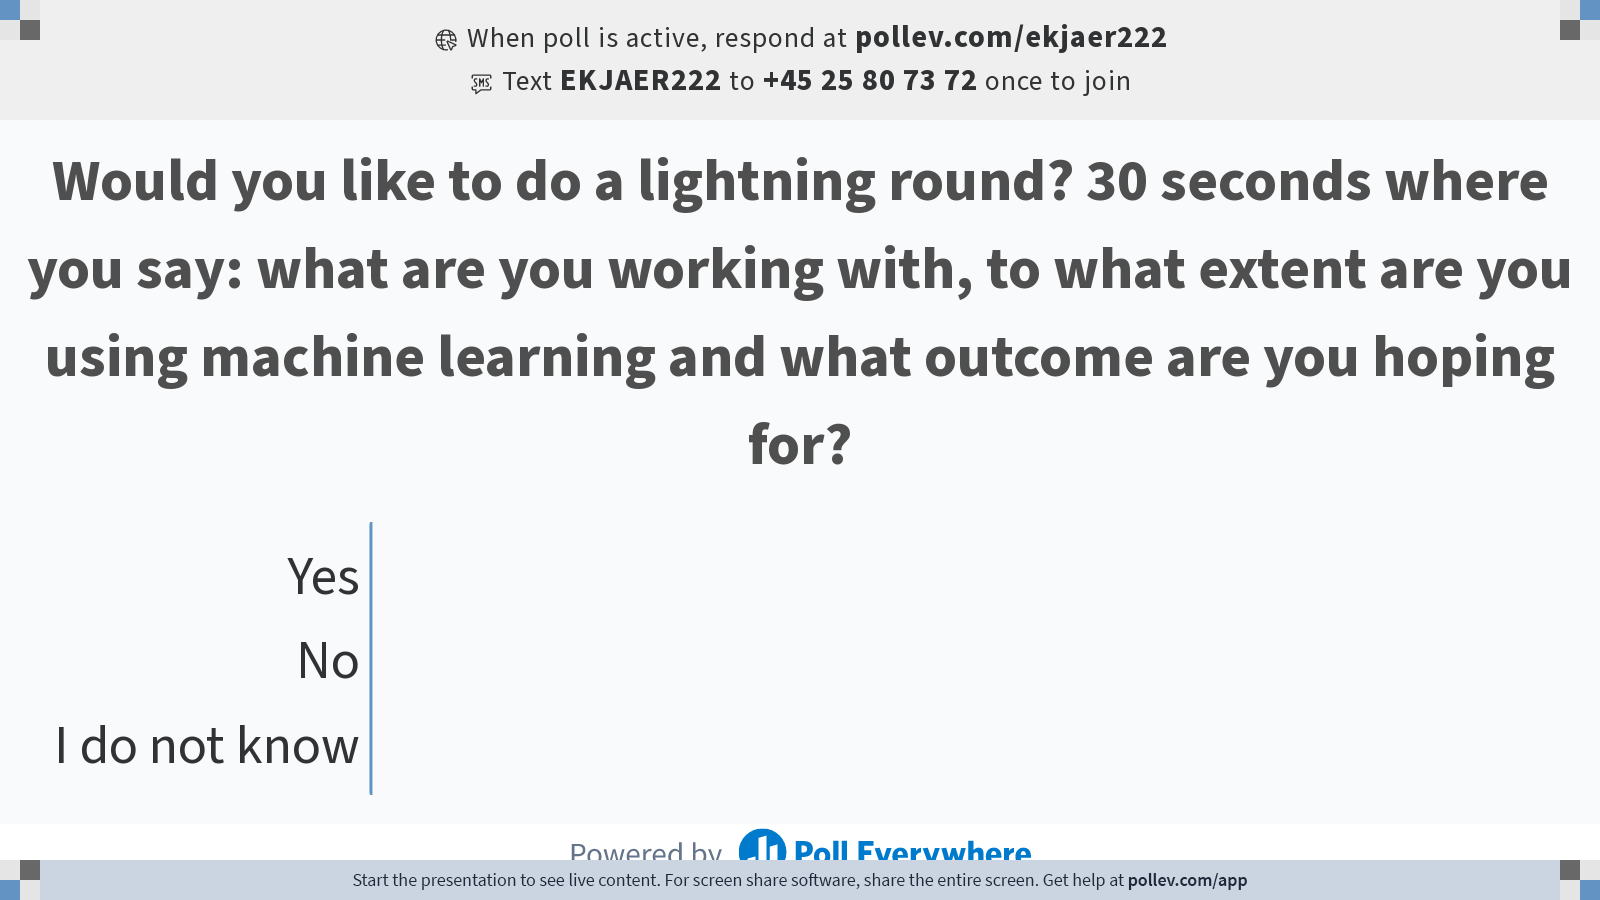 When poll is active, respond at pollev.com/ekjaer222
SMS Text EKJAER222 to +45 25 80 73 72 once to join
Would you like to do a lightning round? 30 seconds where
you say: what are you working with, to what extent are you
using machine learning and what outcome are you hoping
for?
Yes
No
I do not know
Powered by Poll Everywhere
Start the presentation to see live content. For screen share software, share the entire screen. Get help at pollev.com/app